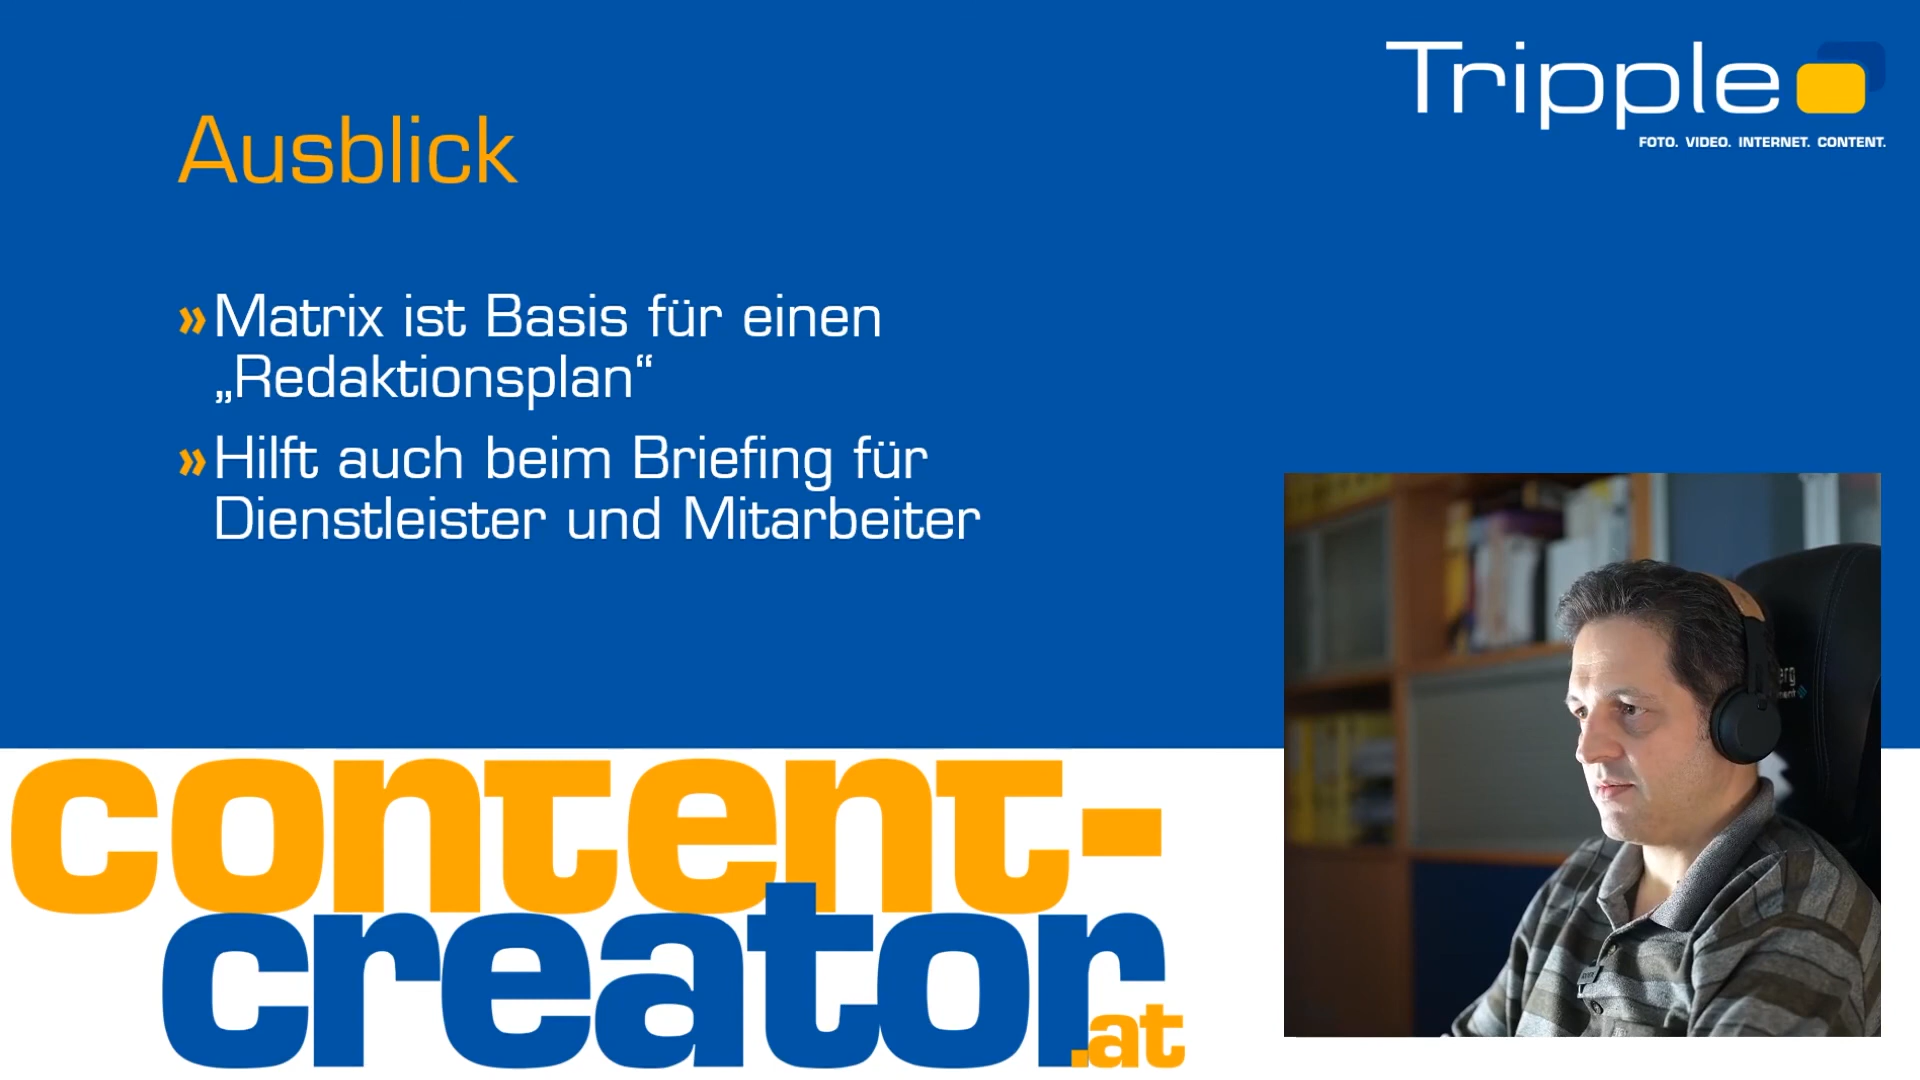 Tripple
FOTO. VIDEO. INTERNET. CONTENT.
Ausblick
» Matrix ist Basis für einen
„Redaktionsplan“
» Hilft auch beim Briefing für
Dienstleister und Mitarbeiter
content-
creator
.at